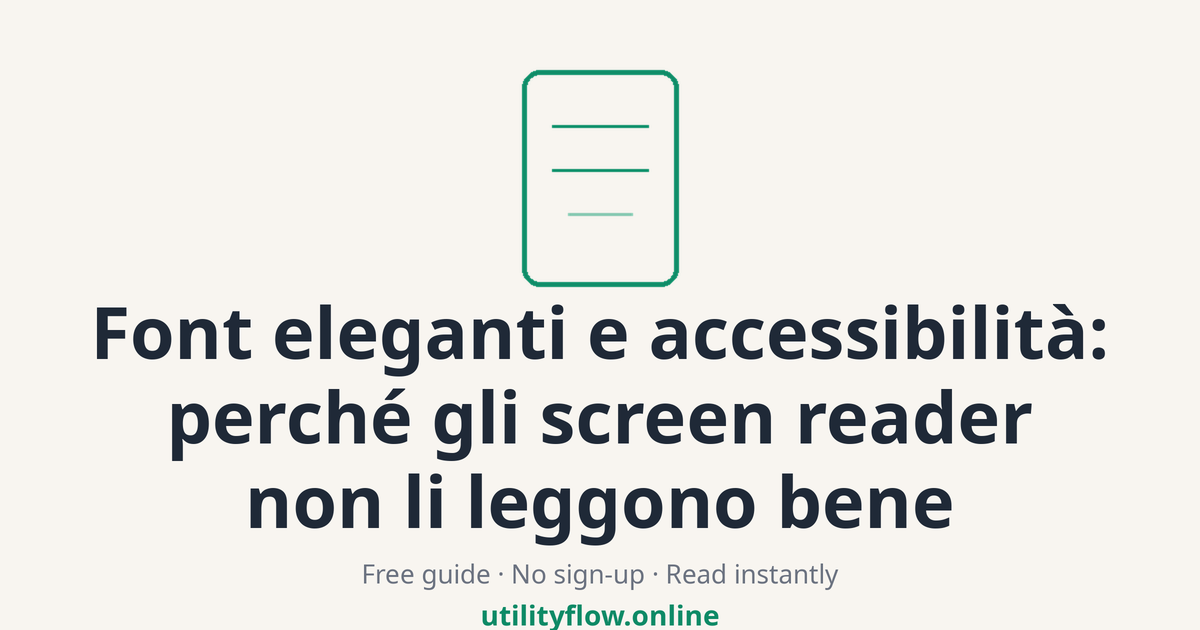 Font eleganti e accessibilità:
perché gli screen reader
non li leggono bene
Free guide · No sign-up · Read instantly
utilityflow.online